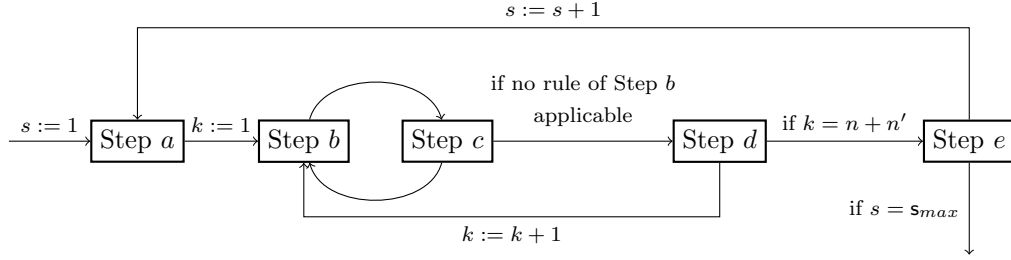 s := s + 1
if no rule of Step b
applicable
s := 1
k := 1
if k = n + n′
Step a
Step b
Step c
Step d
Step e
if s = s_max
k := k + 1